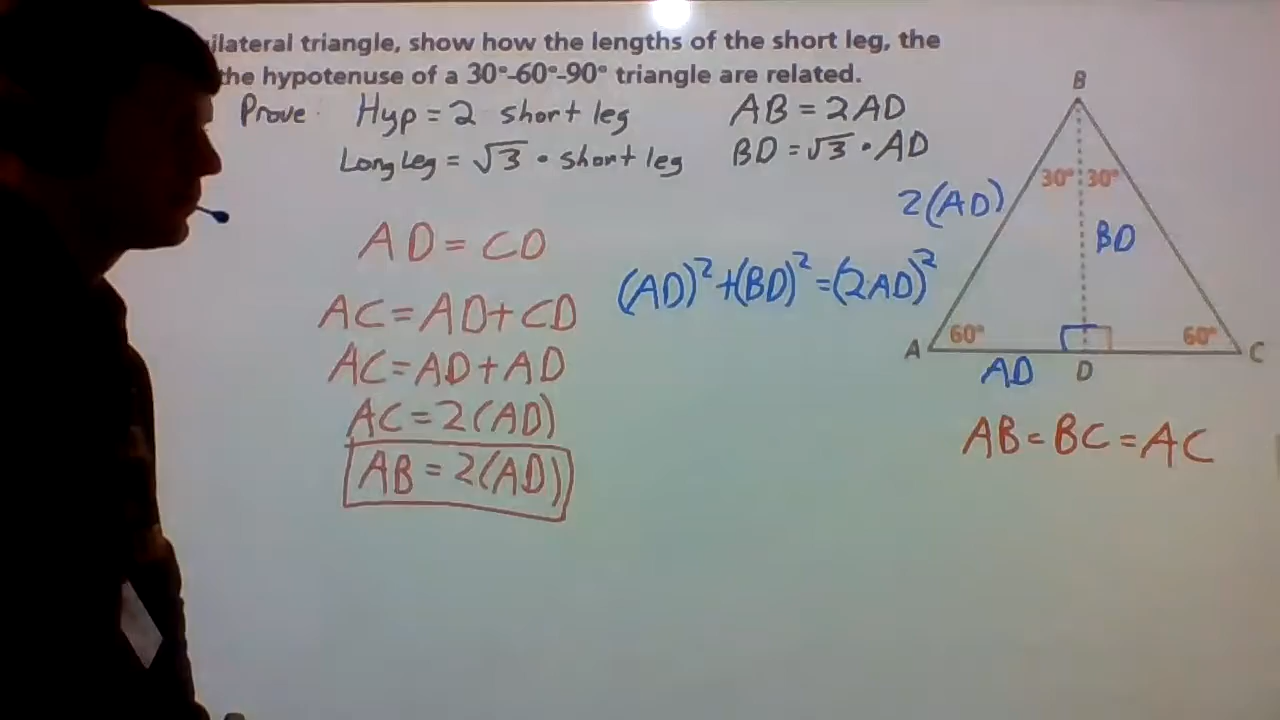 ilateral triangle, show how the lengths of the short leg, the
the hypotenuse of a 30°-60°-90° triangle are related.
Prove: Hyp = 2 short leg
Long Leg = √3 • short leg
AB = 2AD
BD = √3 • AD
AD = CD
AC = AD + CD
AC = AD + AD
AC = 2(AD)
AB = 2(AD)
(AD)² + (BD)² = (2AD)²
B
30° 30°
2(AD)
BD
60° 60°
A D C
AD
AB = BC = AC